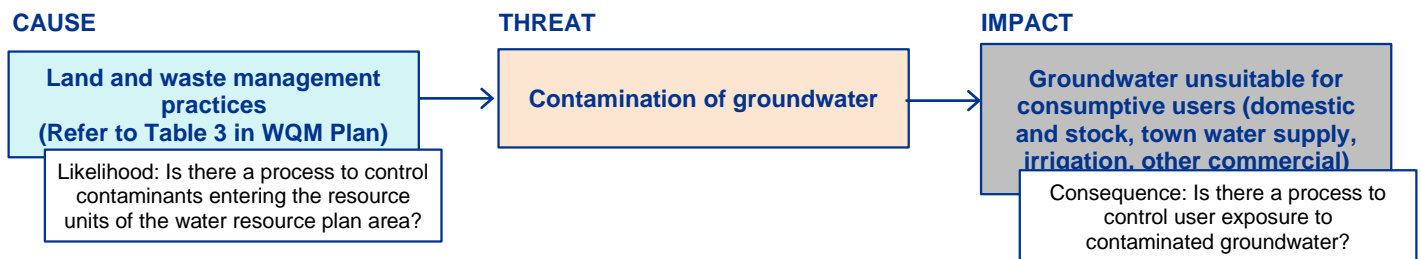 CAUSE
Land and waste management
practices
(Refer to Table 3 in WQM Plan)
Likelihood: Is there a process to control
contaminants entering the resource
units of the water resource plan area?
THREAT
Contamination of groundwater
IMPACT
Groundwater unsuitable for
consumptive users (domestic
and stock, town water supply,
irrigation, other commercial)
Consequence: Is there a process to
control user exposure to
contaminated groundwater?